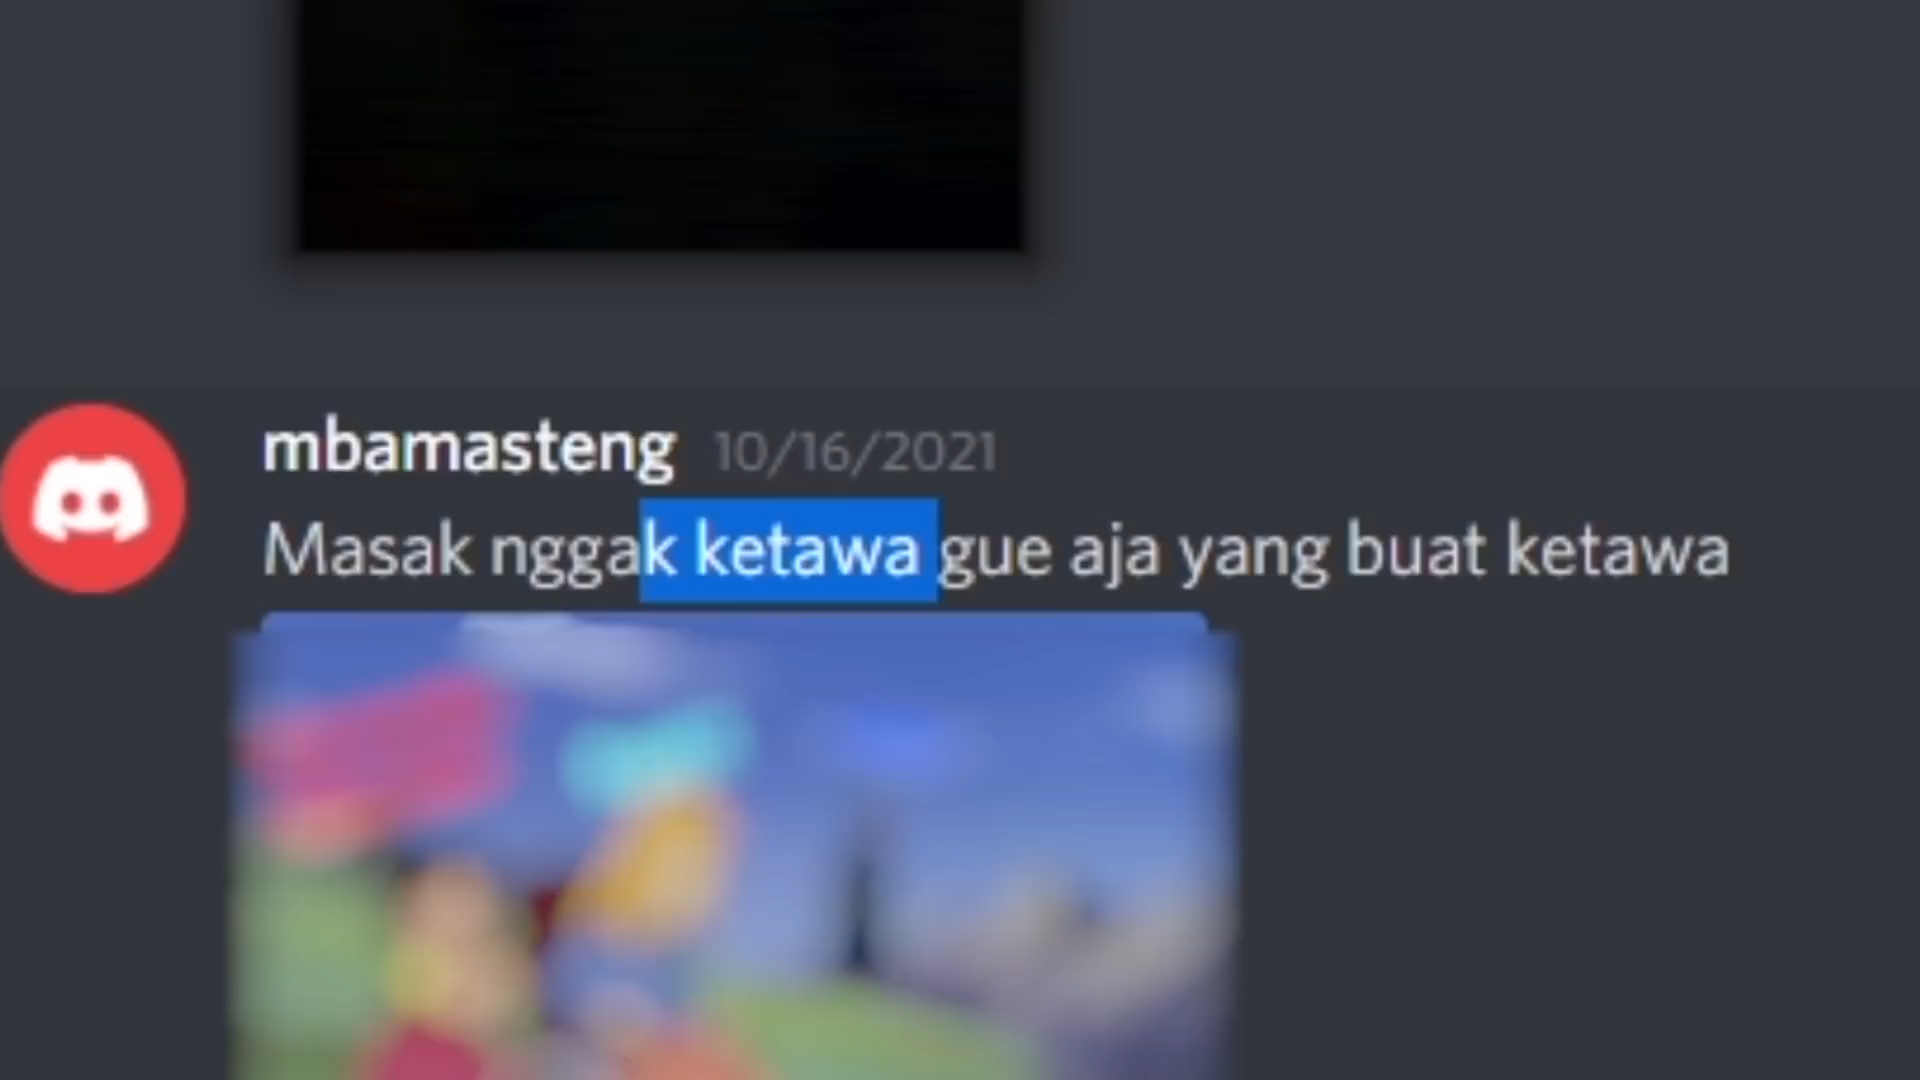 mbamasteng 10/16/2021
Masak nggak ketawa gue aja yang buat ketawa